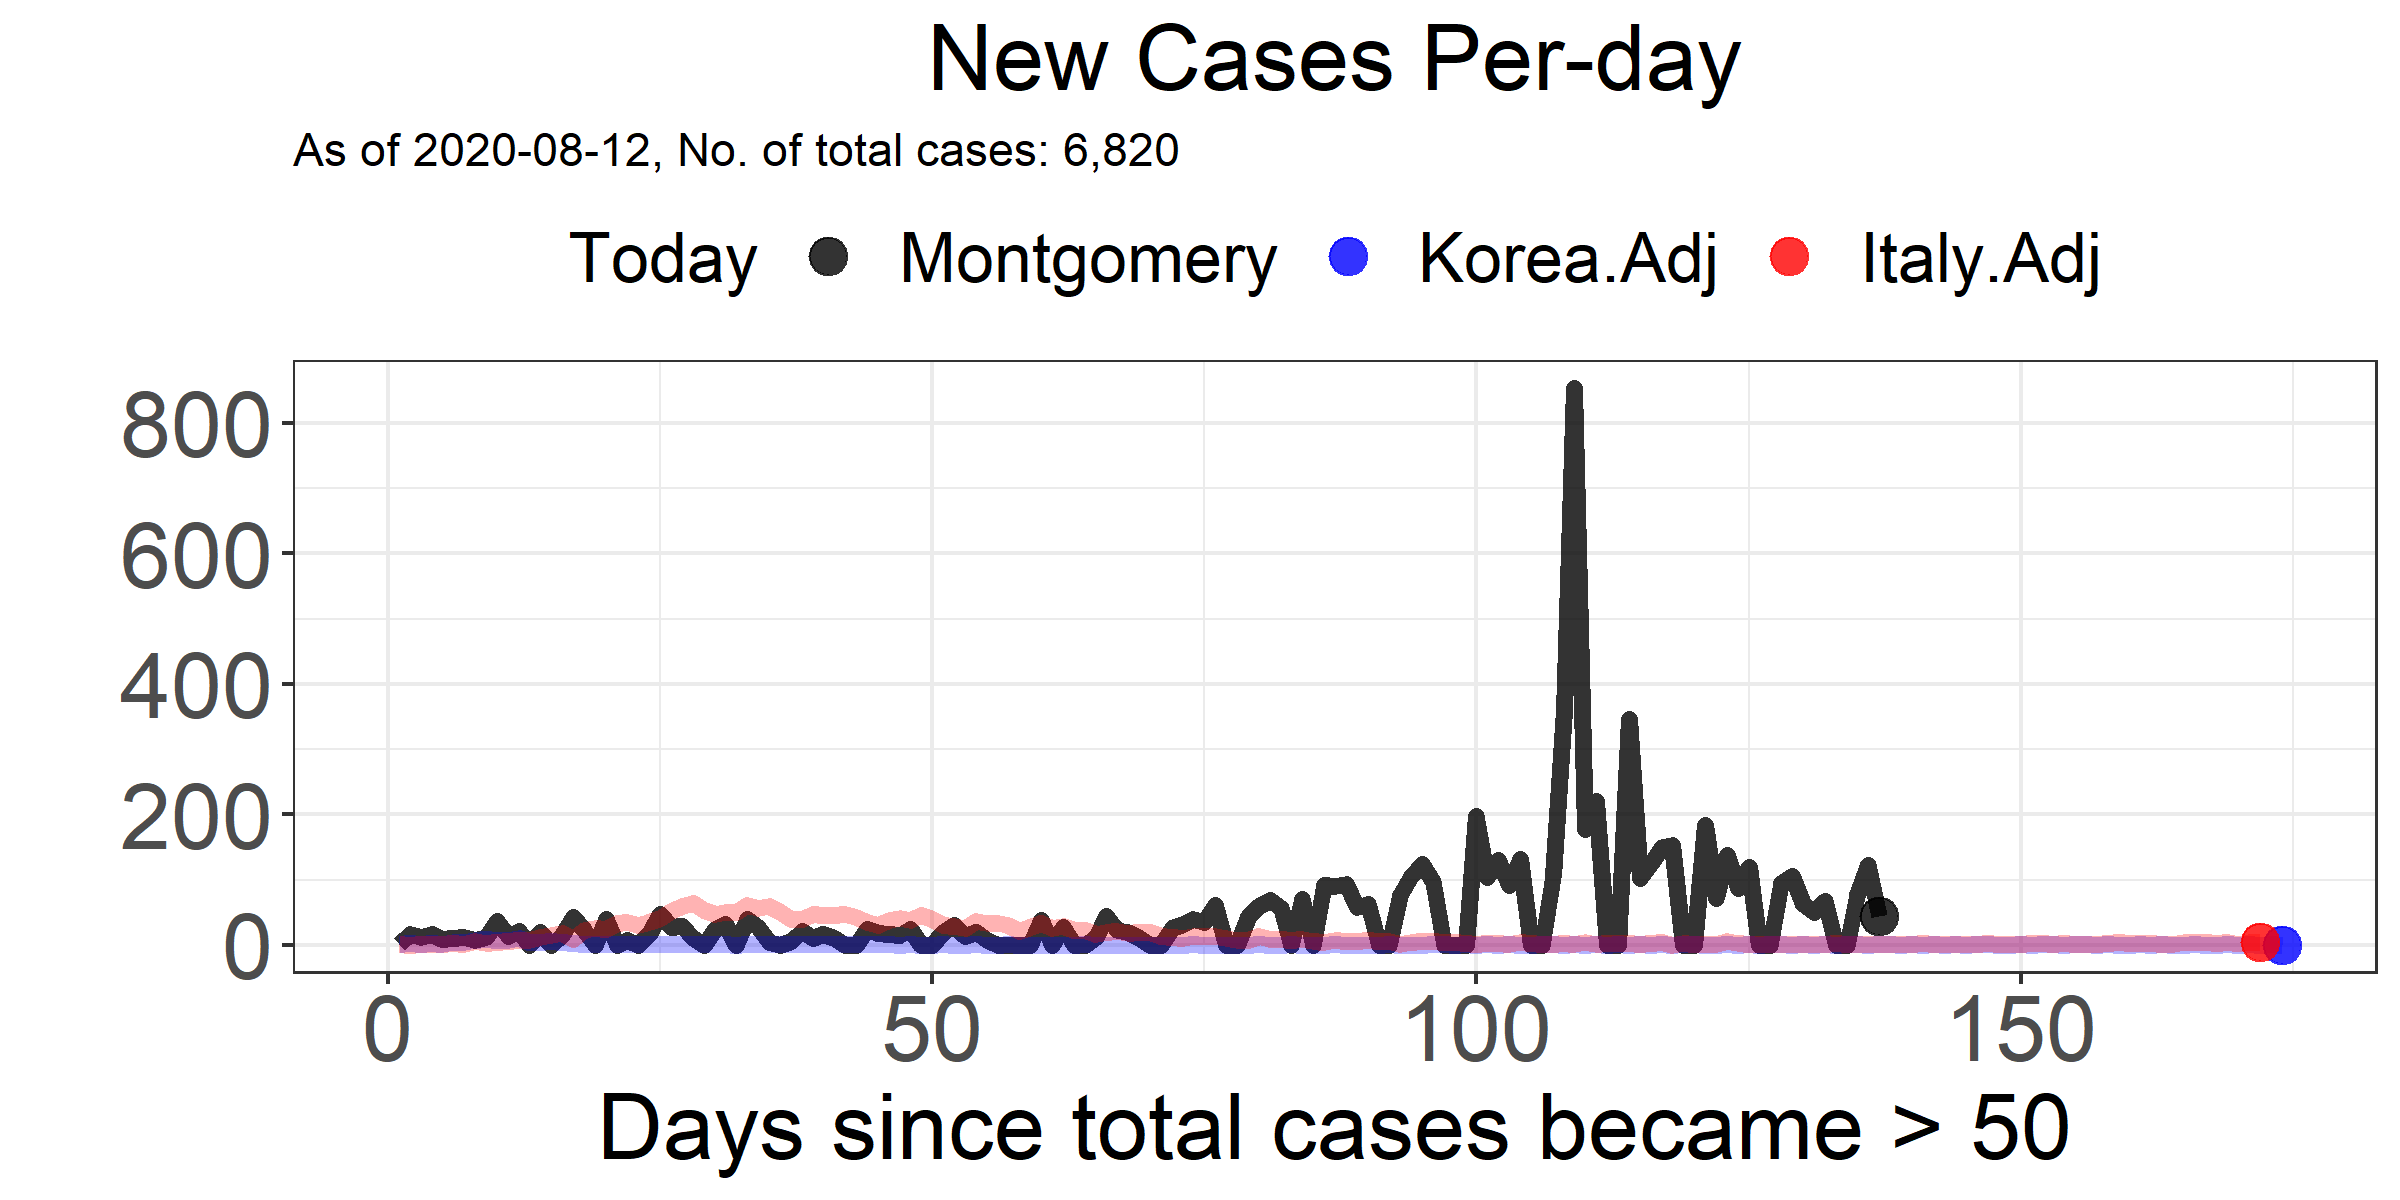 New Cases Per-day
As of 2020-08-12, No. of total cases: 6,820
Today Montgomery Korea.Adj Italy.Adj
800
600
400
200
0
0 50 100 150
Days since total cases became > 50